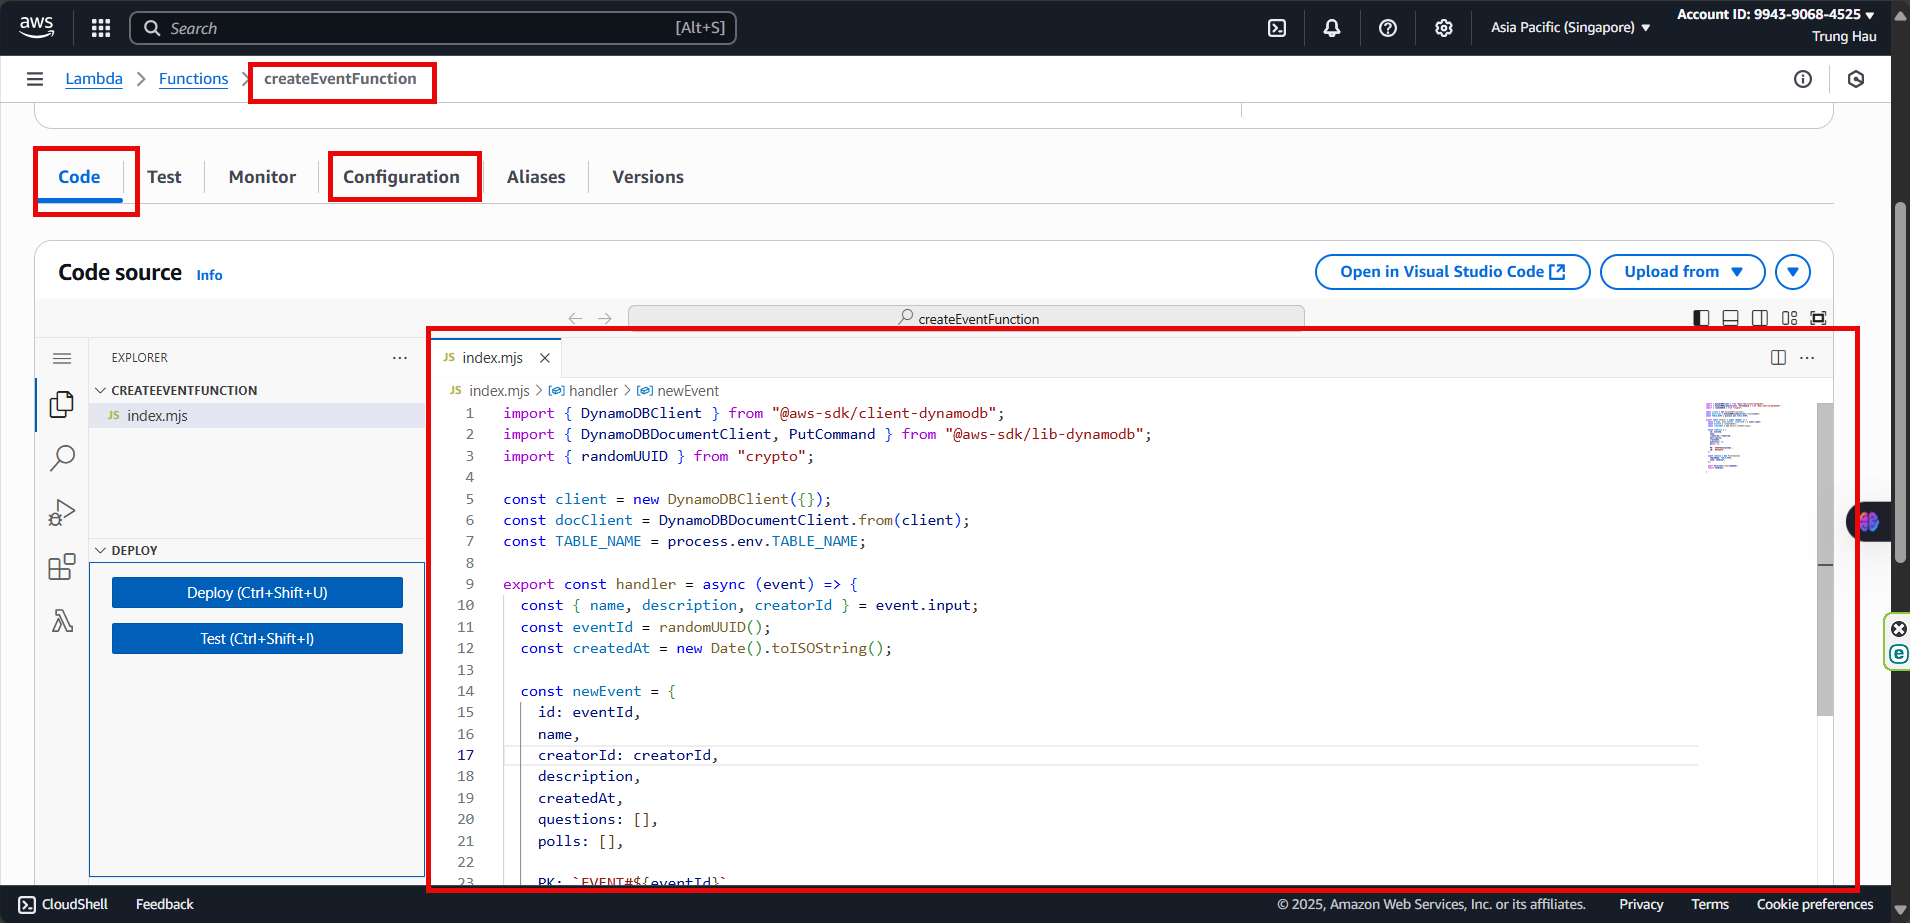 aws
Search [Alt+S]
Asia Pacific (Singapore)
Account ID: 9943-9068-4525
Trung Hau
Lambda
Functions
createEventFunction
Code
Test
Monitor
Configuration
Aliases
Versions
Code source Info
Open in Visual Studio Code
Upload from
createEventFunction
EXPLORER
CREATEEVENTFUNCTION
JS index.mjs
DEPLOY
Deploy (Ctrl+Shift+U)
Test (Ctrl+Shift+I)
JS index.mjs
JS index.mjs > handler > newEvent
1 import { DynamoDBClient } from "@aws-sdk/client-dynamodb";
2 import { DynamoDBDocumentClient, PutCommand } from "@aws-sdk/lib-dynamodb";
3 import { randomUUID } from "crypto";
4
5 const client = new DynamoDBClient({});
6 const docClient = DynamoDBDocumentClient.from(client);
7 const TABLE_NAME = process.env.TABLE_NAME;
8
9 export const handler = async (event) => {
10 const { name, description, creatorId } = event.input;
11 const eventId = randomUUID();
12 const createdAt = new Date().toISOString();
13
14 const newEvent = {
15 id: eventId,
16 name,
17 creatorId: creatorId,
18 description,
19 createdAt,
20 questions: [],
21 polls: [],
22
23 PK: `EVENT#${eventId}`
CloudShell
Feedback
© 2025, Amazon Web Services, Inc. or its affiliates.
Privacy
Terms
Cookie preferences